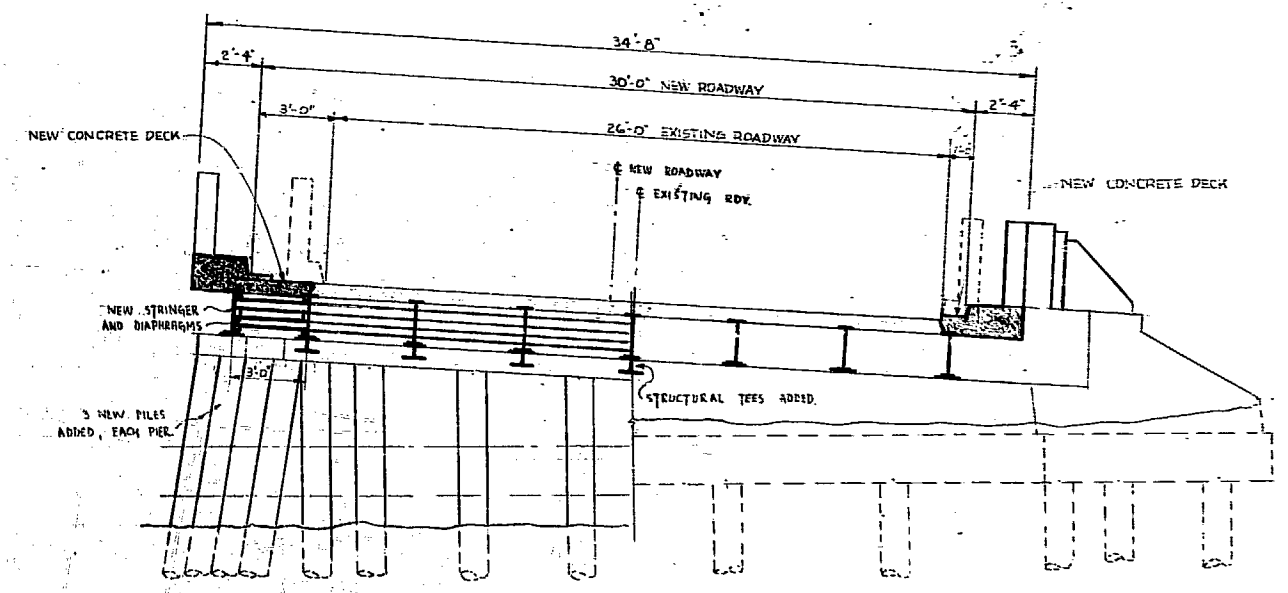 34'-8"
2'-4"
30'-0" NEW ROADWAY
2'-4"
3'-0"
26'-0" EXISTING ROADWAY
NEW CONCRETE DECK
℄ NEW ROADWAY
℄ EXISTING RDY.
NEW CONCRETE DECK
NEW STRINGER
AND DIAPHRAGMS
3'-0"
STRUCTURAL TEES ADDED.
3 NEW PILES
ADDED, EACH PIER.